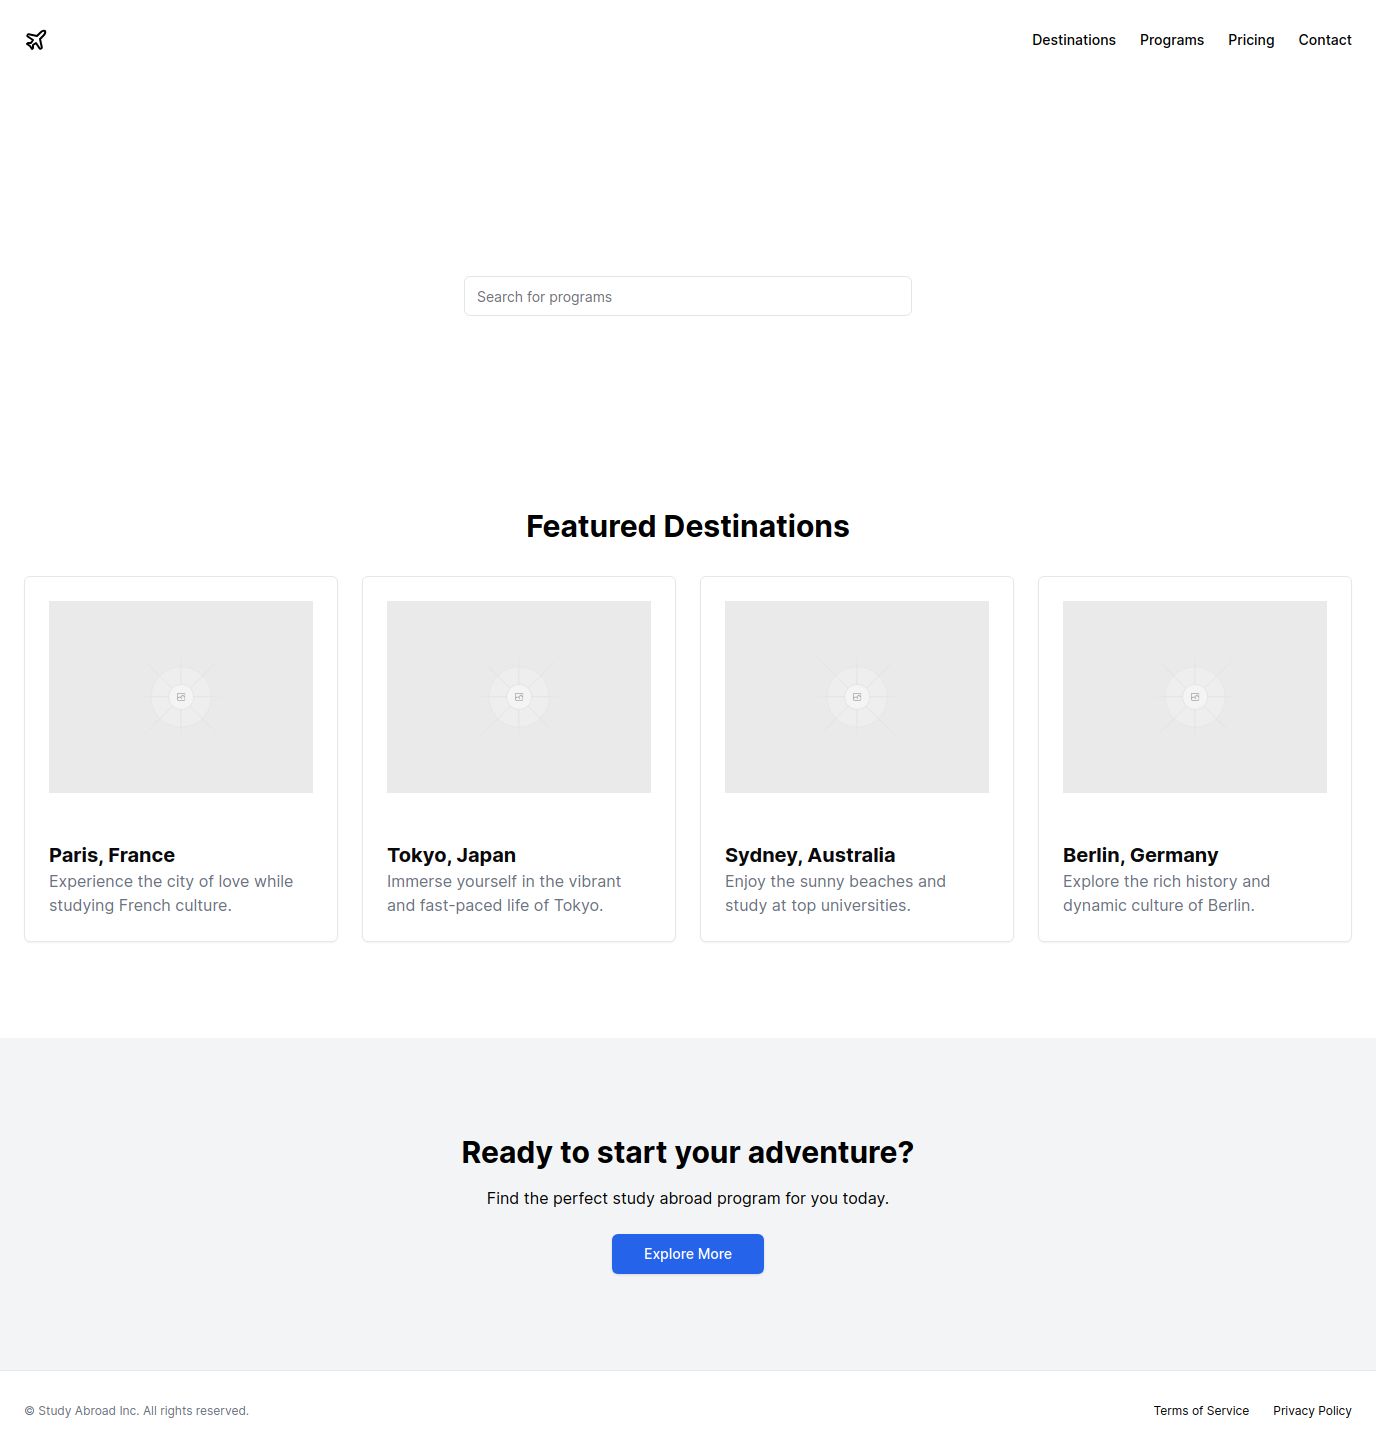 Destinations Programs Pricing Contact
Search for programs
Featured Destinations
Paris, France
Experience the city of love while
studying French culture.
Tokyo, Japan
Immerse yourself in the vibrant
and fast-paced life of Tokyo.
Sydney, Australia
Enjoy the sunny beaches and
study at top universities.
Berlin, Germany
Explore the rich history and
dynamic culture of Berlin.
Ready to start your adventure?
Find the perfect study abroad program for you today.
Explore More
© Study Abroad Inc. All rights reserved.
Terms of Service Privacy Policy